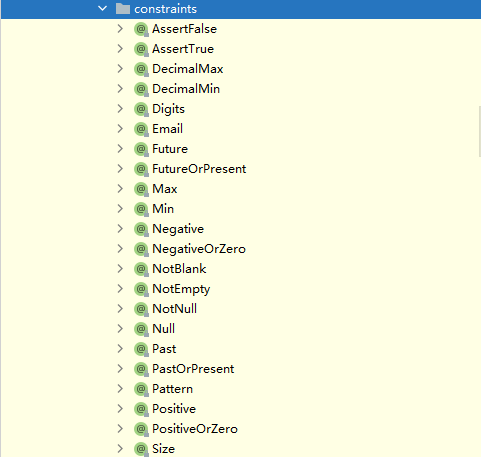 constraints
AssertFalse
AssertTrue
DecimalMax
DecimalMin
Digits
Email
Future
FutureOrPresent
Max
Min
Negative
NegativeOrZero
NotBlank
NotEmpty
NotNull
Null
Past
PastOrPresent
Pattern
Positive
PositiveOrZero
Size